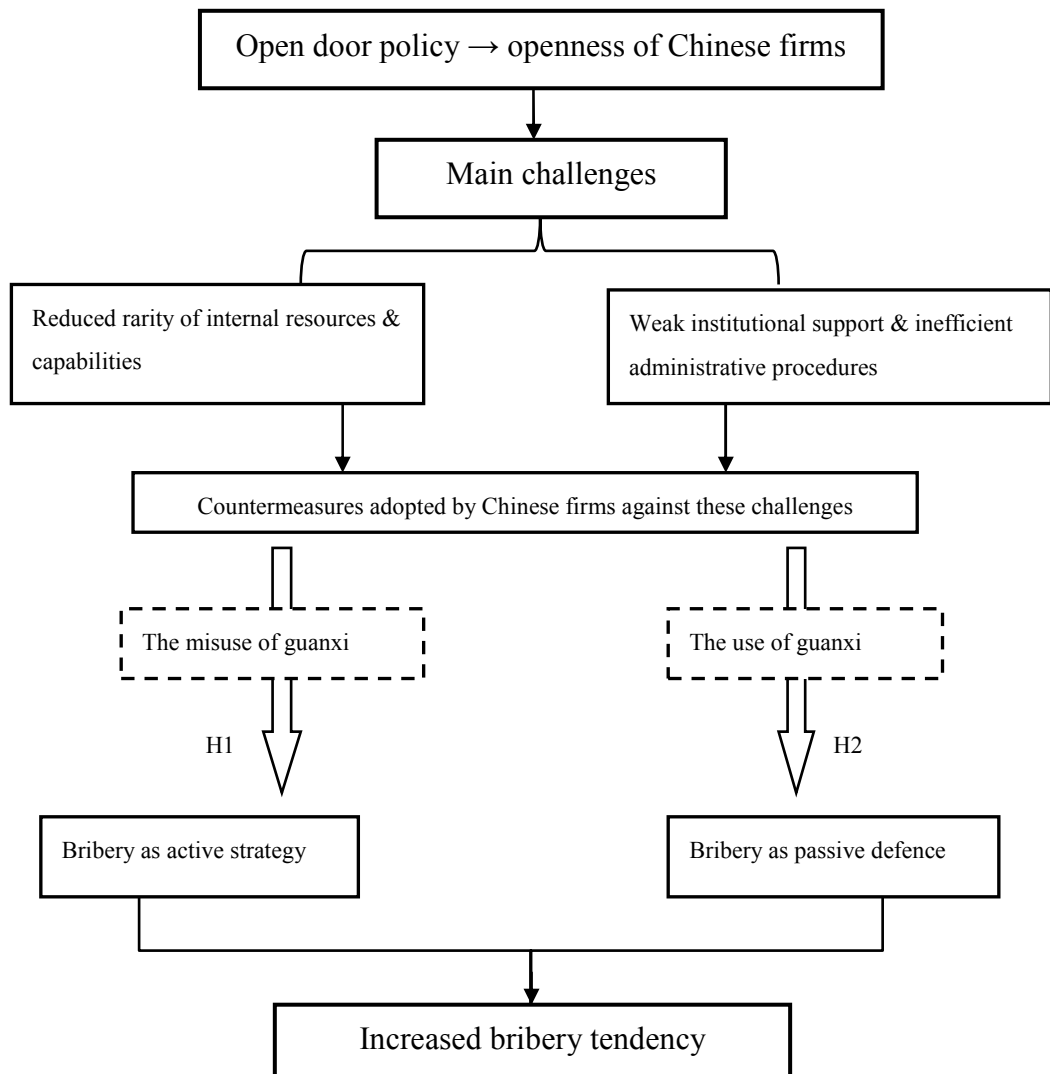 Open door policy → openness of Chinese firms
Main challenges
Reduced rarity of internal resources &
capabilities
Weak institutional support & inefficient
administrative procedures
Countermeasures adopted by Chinese firms against these challenges
The misuse of guanxi
The use of guanxi
H1
H2
Bribery as active strategy
Bribery as passive defence
Increased bribery tendency